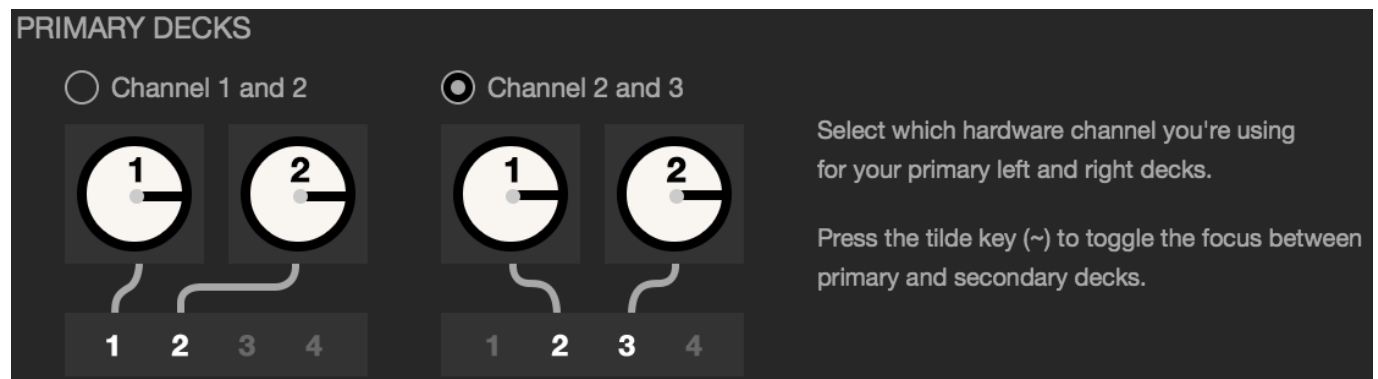 PRIMARY DECKS
Channel 1 and 2
1 2
1 2 3 4
Channel 2 and 3
1 2
1 2 3 4
Select which hardware channel you're using
for your primary left and right decks.
Press the tilde key (~) to toggle the focus between
primary and secondary decks.